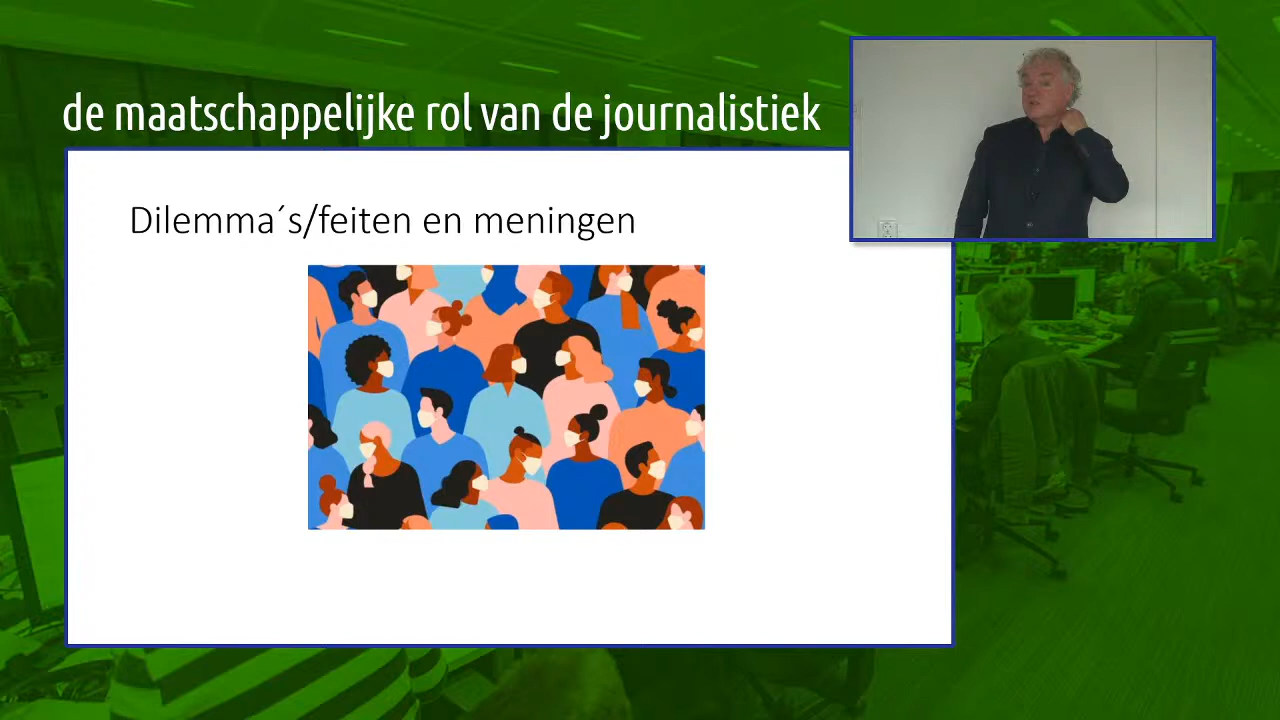 de maatschappelijke rol van de journalistiek
Dilemma´s/feiten en meningen